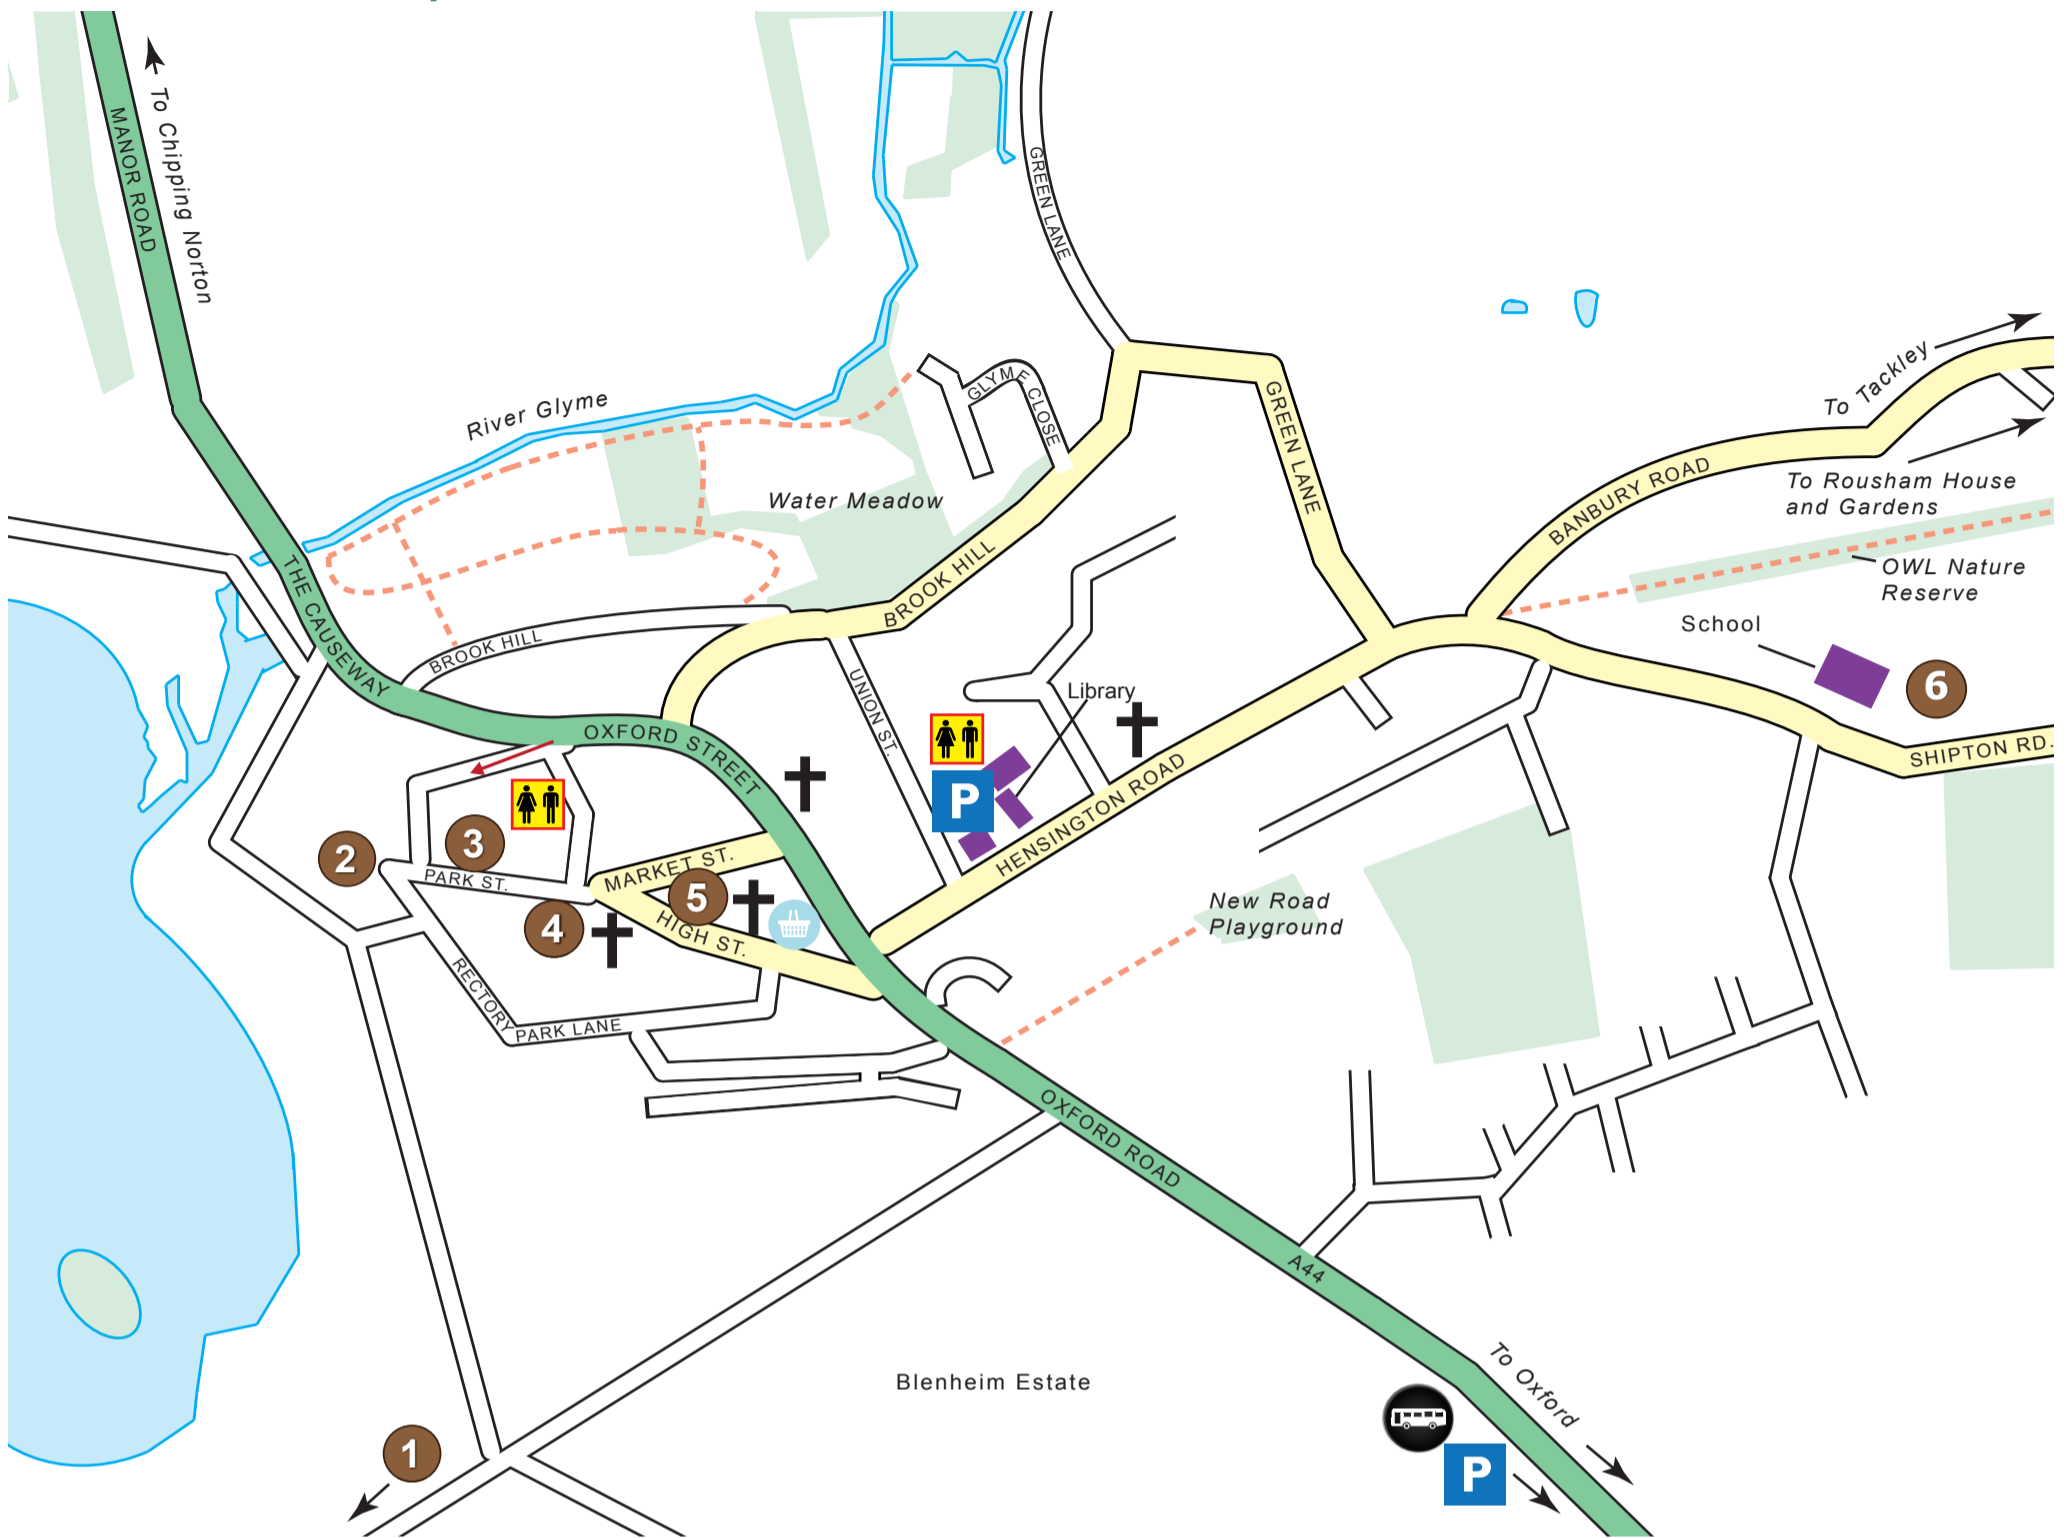 MANOR ROAD
To Chipping Norton
GREEN LANE
River Glyme
GLYME CLOSE
GREEN LANE
To Tackley
BANBURY ROAD
To Rousham House
and Gardens
Water Meadow
OWL Nature
Reserve
BROOK HILL
THE CAUSEWAY
BROOK HILL
School
6
UNION ST.
Library
OXFORD STREET
SHIPTON RD.
P
HENSINGTON ROAD
2
3
PARK ST.
MARKET ST.
5
HIGH ST.
4
New Road
Playground
RECTORY
PARK LANE
OXFORD ROAD
A44
Blenheim Estate
To Oxford
1
P